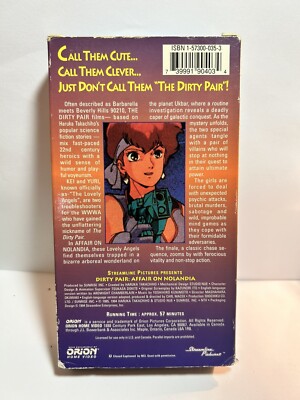 CALL THEM CUTE...
CALL THEM CLEVER...
JUST DON'T CALL THEM "THE DIRTY PAIR"!
ISBN 1-57300-035-3
7 39991 90403 4
Often described as Barbarella
meets Beverly Hills 90210, THE
DIRTY PAIR films— based on
Haruka Takachiho's popular
science fiction stories —
mix fast-paced
22nd century
heroics with a
wild sense of
humor and play-
ful voyeurism.
KEI and YURI,
known officially
as "The Lovely
Angels", are two
troubleshooters
for the WWWA
who have gained
the unflattering
nickname of
The Dirty Pair.
In AFFAIR ON
NOLANDIA, these Lovely Angels
find themselves trapped in a
bizarre arboreal wonderland on
the planet Ukbar, where a routine
investigation reveals a deadly
caper of galactic conquest. As the
mystery unfolds,
the two special
agents tangle
with a pair of
villains who will
stop at nothing
in their quest to
attain ultimate
power.
The girls are
forced to deal
with unexpected
psychic attacks,
brutal murders,
sabotage and
wild, improbable
mind games as
they cope with
their formidable
adversaries.
The finale, a classic chase se-
quence, zooms by with ferocious
vitality and non-stop action.
STREAMLINE PICTURES PRESENTS
DIRTY PAIR: AFFAIR ON NOLANDIA
RUNNING TIME: APPROX. 57 MINUTES
ORION
HOME VIDEO
Streamline
Pictures